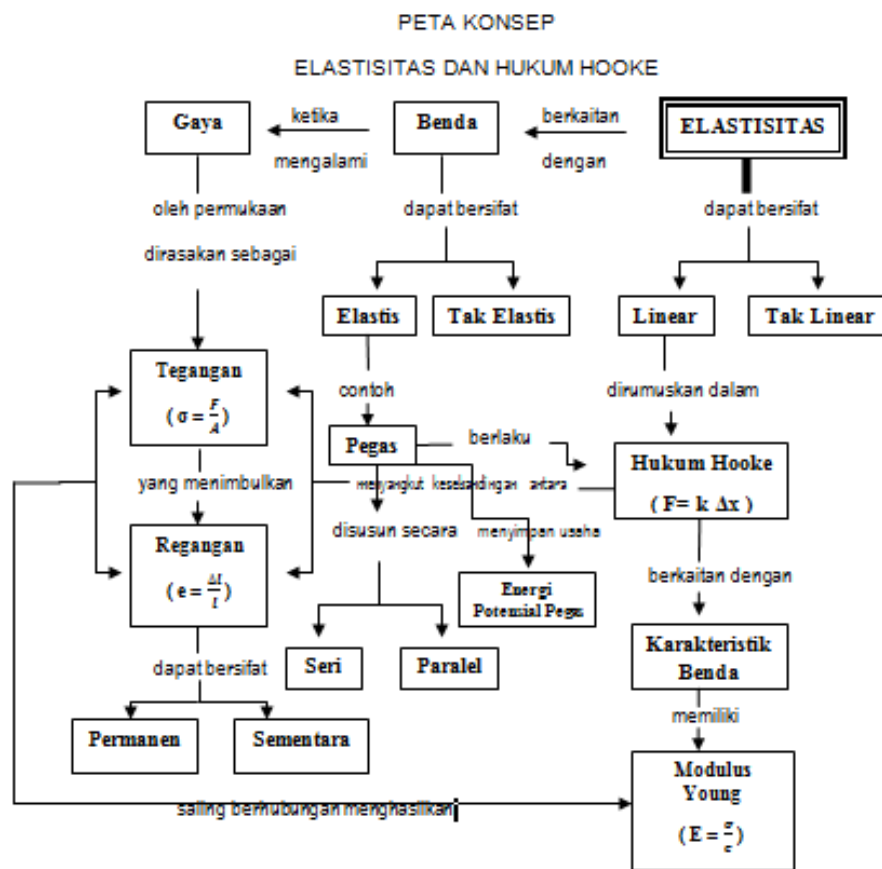 PETA KONSEP
ELASTISITAS DAN HUKUM HOOKE
Gaya
ketika
mengalami
Benda
berkaitan
dengan
ELASTISITAS
oleh permukaan
dirasakan sebagai
dapat bersifat
dapat bersifat
Elastis
Tak Elastis
Linear
Tak Linear
Tegangan
( σ = F/A )
contoh
dirumuskan dalam
Pegas
berlaku
Hukum Hooke
( F= k Δx )
yang menimbulkan
menyangkut kesebandingan antara
disusun secara
menyimpan usaha
Regangan
( e = Δl/l )
Energi
Potensial Pegas
berkaitan dengan
Seri
Paralel
Karakteristik
Benda
dapat bersifat
memiliki
Permanen
Sementara
Modulus
Young
( E = σ/e )
saling berhubungan menghasilkan